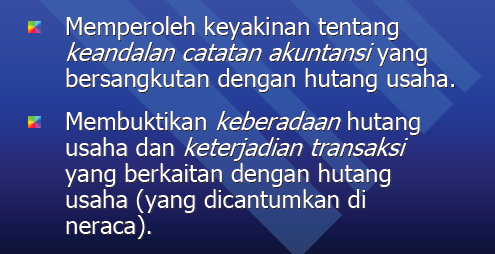 Memperoleh keyakinan tentang
keandalan catatan akuntansi yang
bersangkutan dengan hutang usaha.
Membuktikan keberadaan hutang
usaha dan keterjadian transaksi
yang berkaitan dengan hutang
usaha (yang dicantumkan di
neraca).